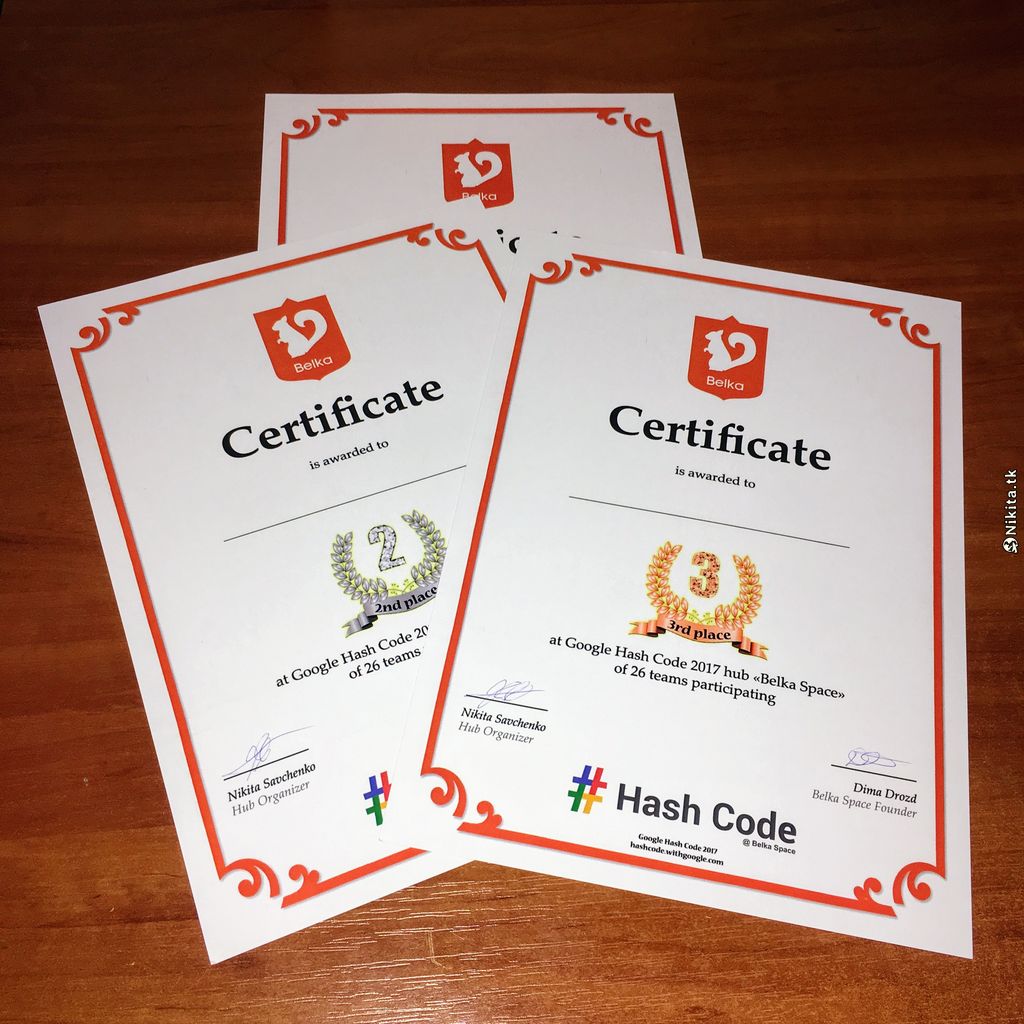 Belka
Belka
Certificate
is awarded to
2
2nd place
at Google Hash Code
of 26 teams
Nikita Savchenko
Hub Organizer
Belka
Certificate
is awarded to
3
3rd place
at Google Hash Code 2017 hub «Belka Space»
of 26 teams participating
Nikita Savchenko
Hub Organizer
Dima Drozd
Belka Space Founder
# Hash Code
@ Belka Space
Google Hash Code 2017
hashcode.withgoogle.com
Nikita.tk